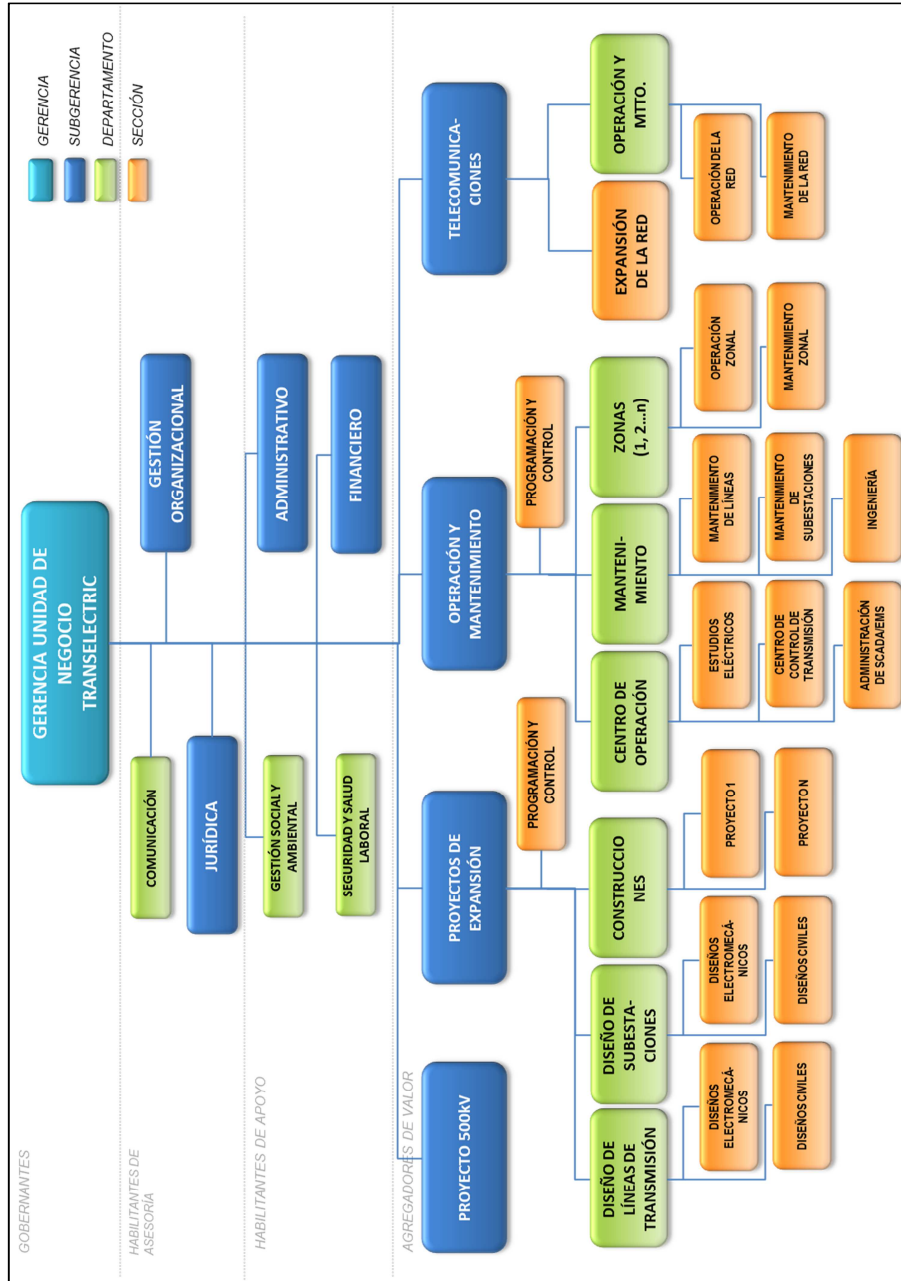 GOBERNANTES
GERENCIA UNIDAD DE
NEGOCIO
TRANSELECTRIC
GERENCIA
SUBGERENCIA
DEPARTAMENTO
SECCIÓN
HABILITANTES DE
ASESORÍA
COMUNICACIÓN
GESTIÓN
ORGANIZACIONAL
JURÍDICA
HABILITANTES DE APOYO
GESTIÓN SOCIAL Y
AMBIENTAL
ADMINISTRATIVO
SEGURIDAD Y SALUD
LABORAL
FINANCIERO
AGREGADORES DE VALOR
PROYECTO 500kV
PROYECTOS DE
EXPANSIÓN
OPERACIÓN Y
MANTENIMIENTO
TELECOMUNICA-
CIONES
PROGRAMACIÓN Y
CONTROL
PROGRAMACIÓN Y
CONTROL
DISEÑO DE
LÍNEAS DE
TRANSMISIÓN
DISEÑO DE
SUBESTA-
CIONES
CONSTRUCCIO
NES
CENTRO DE
OPERACIÓN
MANTENI-
MIENTO
ZONAS
(1, 2...n)
EXPANSIÓN
DE LA RED
OPERACIÓN Y
MTTO.
DISEÑOS
ELECTROMECÁ-
NICOS
DISEÑOS
ELECTROMECÁ-
NICOS
PROYECTO 1
ESTUDIOS
ELÉCTRICOS
MANTENIMIENTO
DE LÍNEAS
OPERACIÓN
ZONAL
OPERACIÓN DE LA
RED
DISEÑOS CIVILES
DISEÑOS CIVILES
PROYECTO N
CENTRO DE
CONTROL DE
TRANSMISIÓN
MANTENIMIENTO
DE
SUBESTACIONES
MANTENIMIENTO
ZONAL
MANTENIMIENTO
DE LA RED
ADMINISTRACIÓN
DE SCADA/EMS
INGENIERÍA